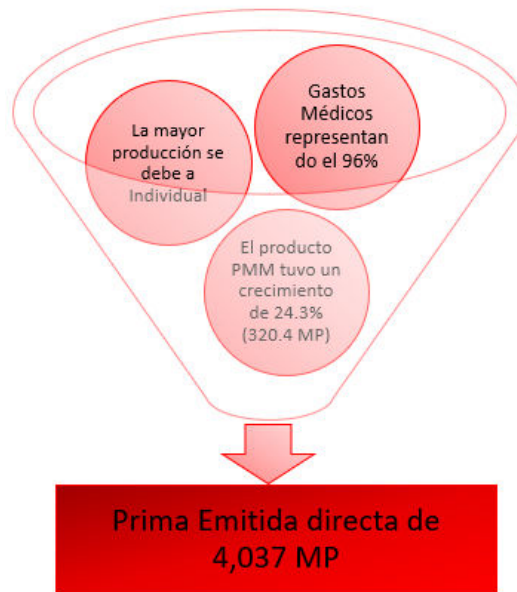 La mayor
producción se
debe a
Individual
Gastos
Médicos
representan
do el 96%
El producto
PMM tuvo un
crecimiento
de 24.3%
(320.4 MP)
Prima Emitida directa de
4,037 MP